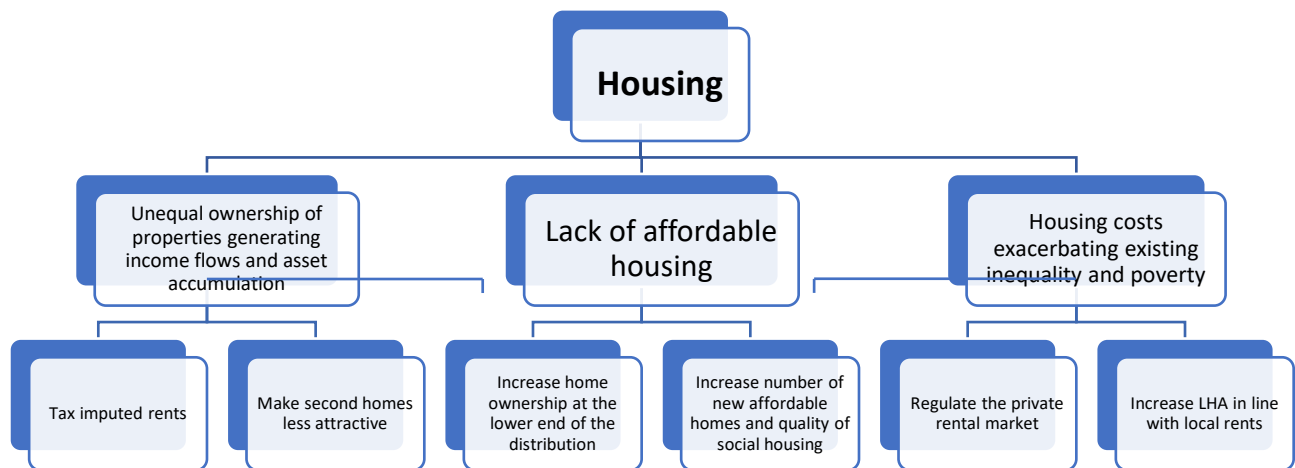 Housing
Unequal ownership of
properties generating
income flows and asset
accumulation
Lack of affordable
housing
Housing costs
exacerbating existing
inequality and poverty
Tax imputed rents
Make second homes
less attractive
Increase home
ownership at the
lower end of the
distribution
Increase number of
new affordable
homes and quality of
social housing
Regulate the private
rental market
Increase LHA in line
with local rents